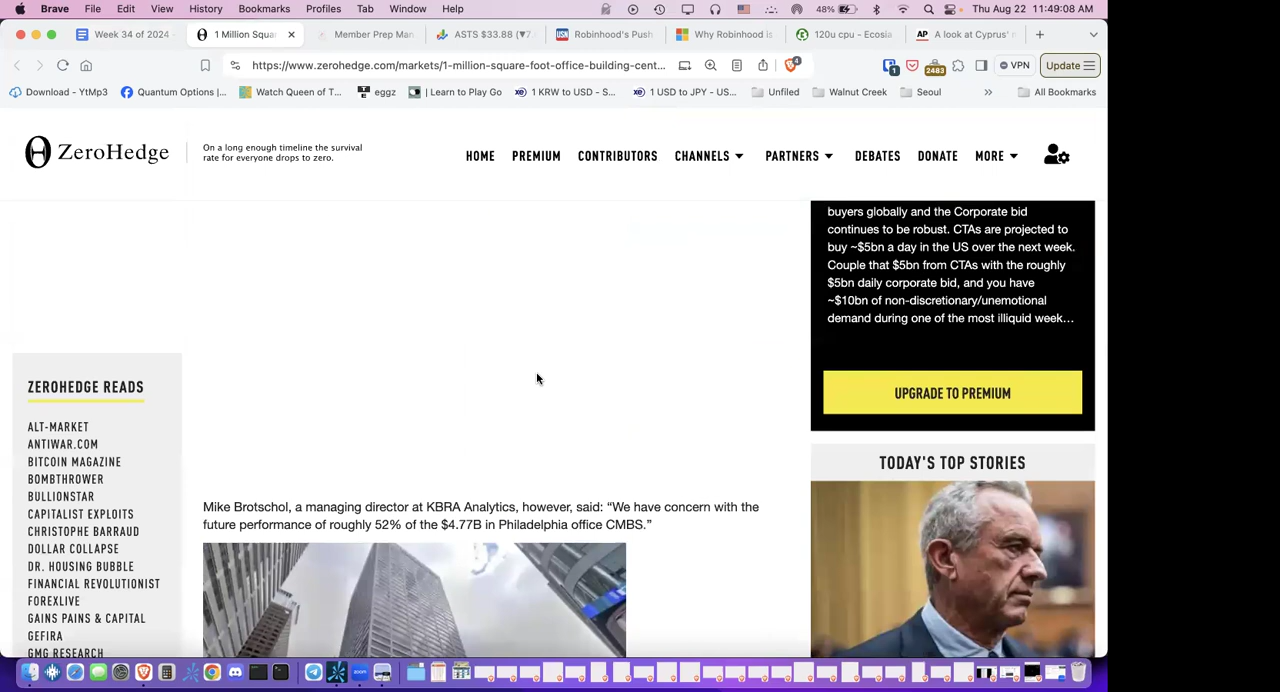 Brave File Edit View History Bookmarks Profiles Tab Window Help 48% Thu Aug 22 11:49:08 AM
Week 34 of 2024 1 Million Squa Member Prep Man ASTS $33.88 (▼7 USN Robinhood's Push Why Robinhood is 120u cpu - Ecosia AP A look at Cyprus'
https://www.zerohedge.com/markets/1-million-square-foot-office-building-cent... 4 1 2483 VPN Update
Download - YtMp3 Quantum Options |... Watch Queen of T... eggz | Learn to Play Go 1 KRW to USD - S... 1 USD to JPY - US... Unfiled Walnut Creek Seoul » All Bookmarks
ZeroHedge
On a long enough timeline the survival
rate for everyone drops to zero.
HOME PREMIUM CONTRIBUTORS CHANNELS PARTNERS DEBATES DONATE MORE
buyers globally and the Corporate bid
continues to be robust. CTAs are projected to
buy ~$5bn a day in the US over the next week.
Couple that $5bn from CTAs with the roughly
$5bn daily corporate bid, and you have
~$10bn of non-discretionary/unemotional
demand during one of the most illiquid week...
UPGRADE TO PREMIUM
TODAY'S TOP STORIES
ZEROHEDGE READS
ALT-MARKET
ANTIWAR.COM
BITCOIN MAGAZINE
BOMBTHROWER
BULLIONSTAR
CAPITALIST EXPLOITS
CHRISTOPHE BARRAUD
DOLLAR COLLAPSE
DR. HOUSING BUBBLE
FINANCIAL REVOLUTIONIST
FOREXLIVE
GAINS PAINS & CAPITAL
GEFIRA
GMG RESEARCH
Mike Brotschol, a managing director at KBRA Analytics, however, said: “We have concern with the
future performance of roughly 52% of the $4.77B in Philadelphia office CMBS.”